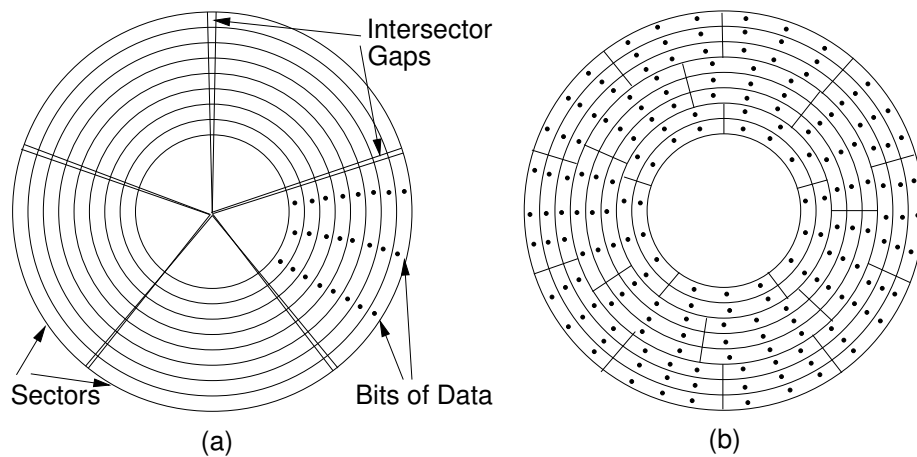 Intersector
Gaps
Sectors
Bits of Data
(a)
(b)